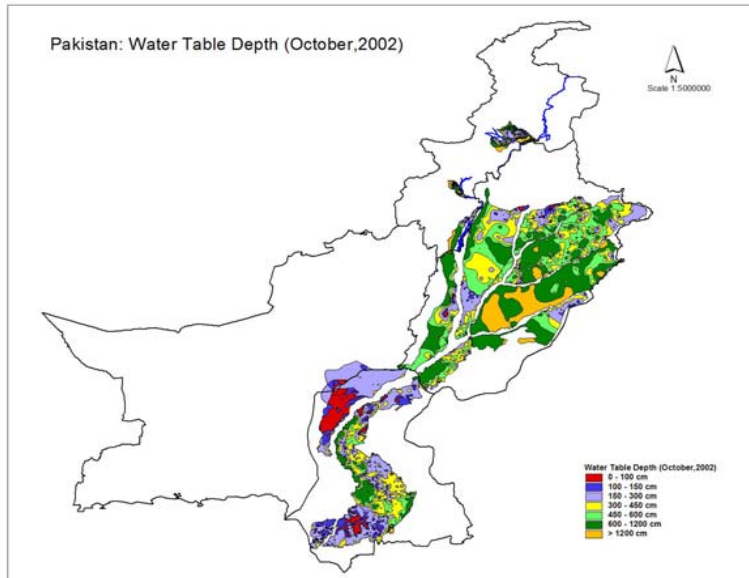 Pakistan: Water Table Depth (October,2002)
N
Scale 1:5000000
Water Table Depth (October,2002)
0 - 100 cm
100 - 150 cm
150 - 300 cm
300 - 450 cm
450 - 600 cm
600 - 1200 cm
> 1200 cm